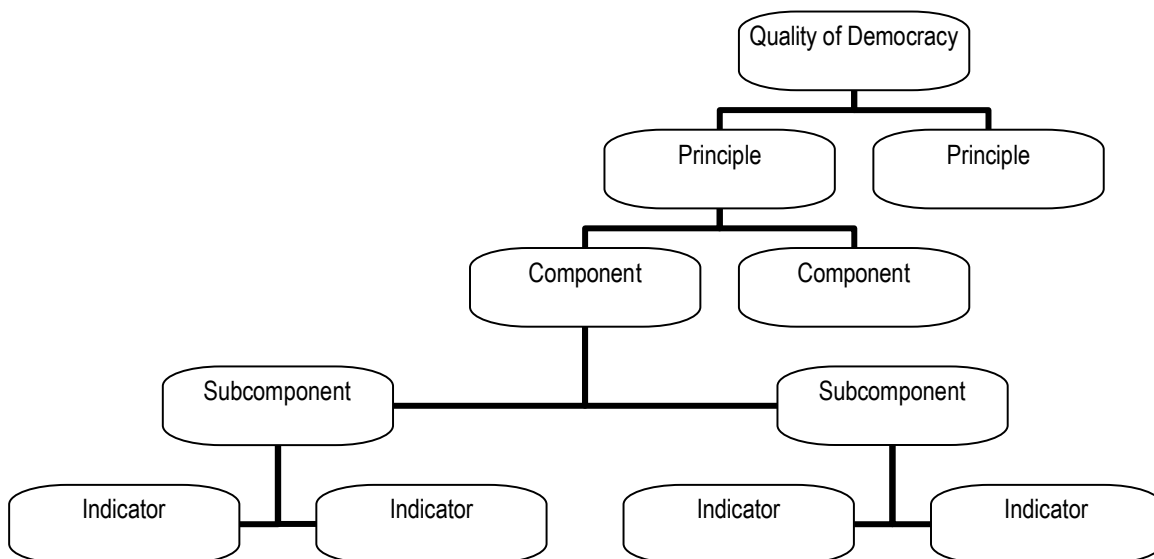 Quality of Democracy
Principle
Principle
Component
Component
Subcomponent
Subcomponent
Indicator
Indicator
Indicator
Indicator